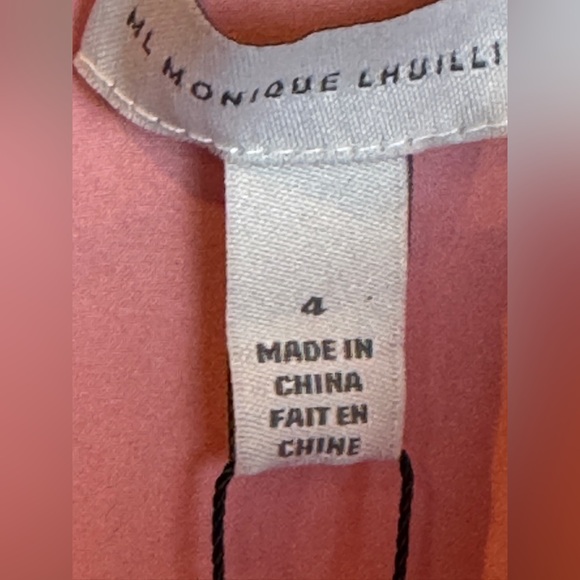 ML MONIQUE LHUILLI
4
MADE IN
CHINA
FAIT EN
CHINE